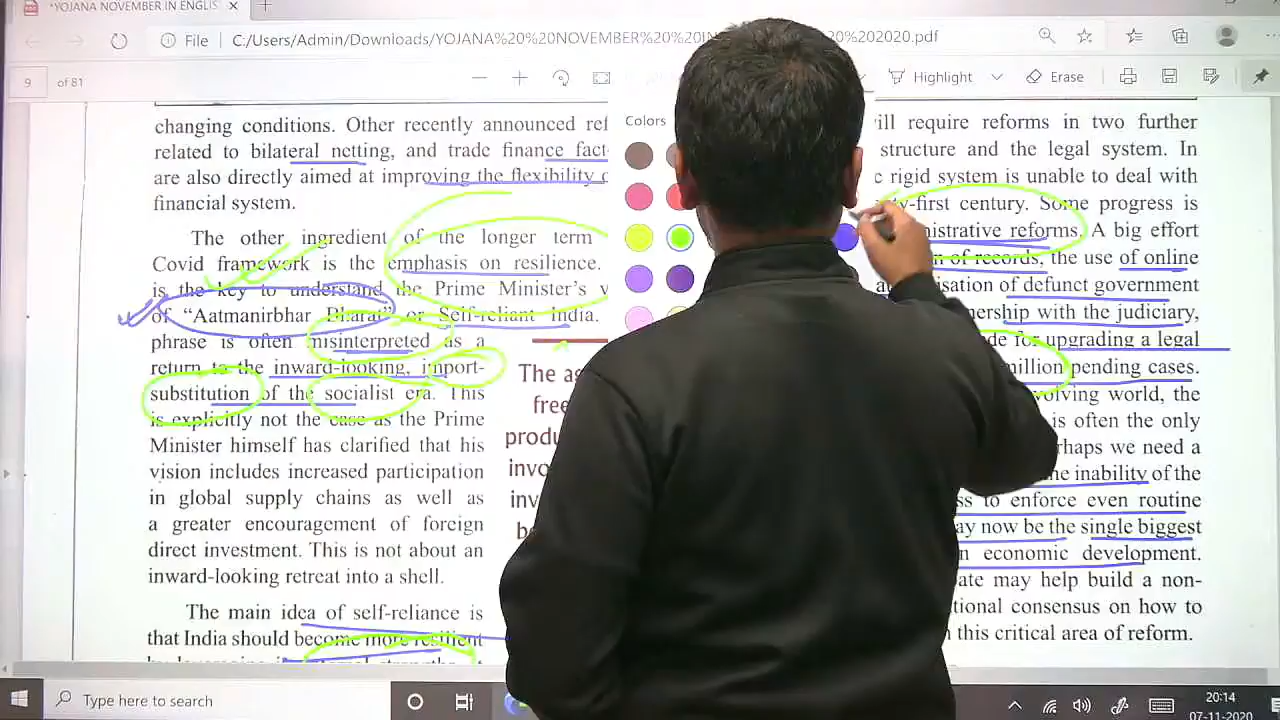 *YOJANA NOVEMBER IN ENGLIS
File
C:/Users/Admin/Downloads/YOJANA%20%20NOVEMBER%20%20IN
%20%202020.pdf
9 of 81
Highlight
Erase
Colors
changing conditions. Other recently announced
related to bilateral netting, and trade finance
are also directly aimed at improving the flexibility
financial system.
The other ingredient of the longer term
Covid framework is the emphasis on resilience.
is the key to understand the Prime Minister's
of “Aatmanirbhar Bharat” or Self-reliant India.
phrase is often misinterpreted as a
return to the inward-looking, import-
substitution of the socialist era. This
is explicitly not the case as the Prime
Minister himself has clarified that his
vision includes increased participation
in global supply chains as well as
a greater encouragement of foreign
direct investment. This is not about an
inward-looking retreat into a shell.
The main idea of self-reliance is
that India should become more resilient
The
will require reforms in two further
structure and the legal system. In
rigid system is unable to deal with
-first century. Some progress is
reforms. A big effort
of records, the use of online
of defunct government
with the judiciary,
for upgrading a legal
million pending cases.
world, the
is often the only
we need a
inability of the
to enforce even routine
now be the single biggest
economic development.
may help build a non-
consensus on how to
this critical area of reform.
Type here to search
20:14
07-11-2020